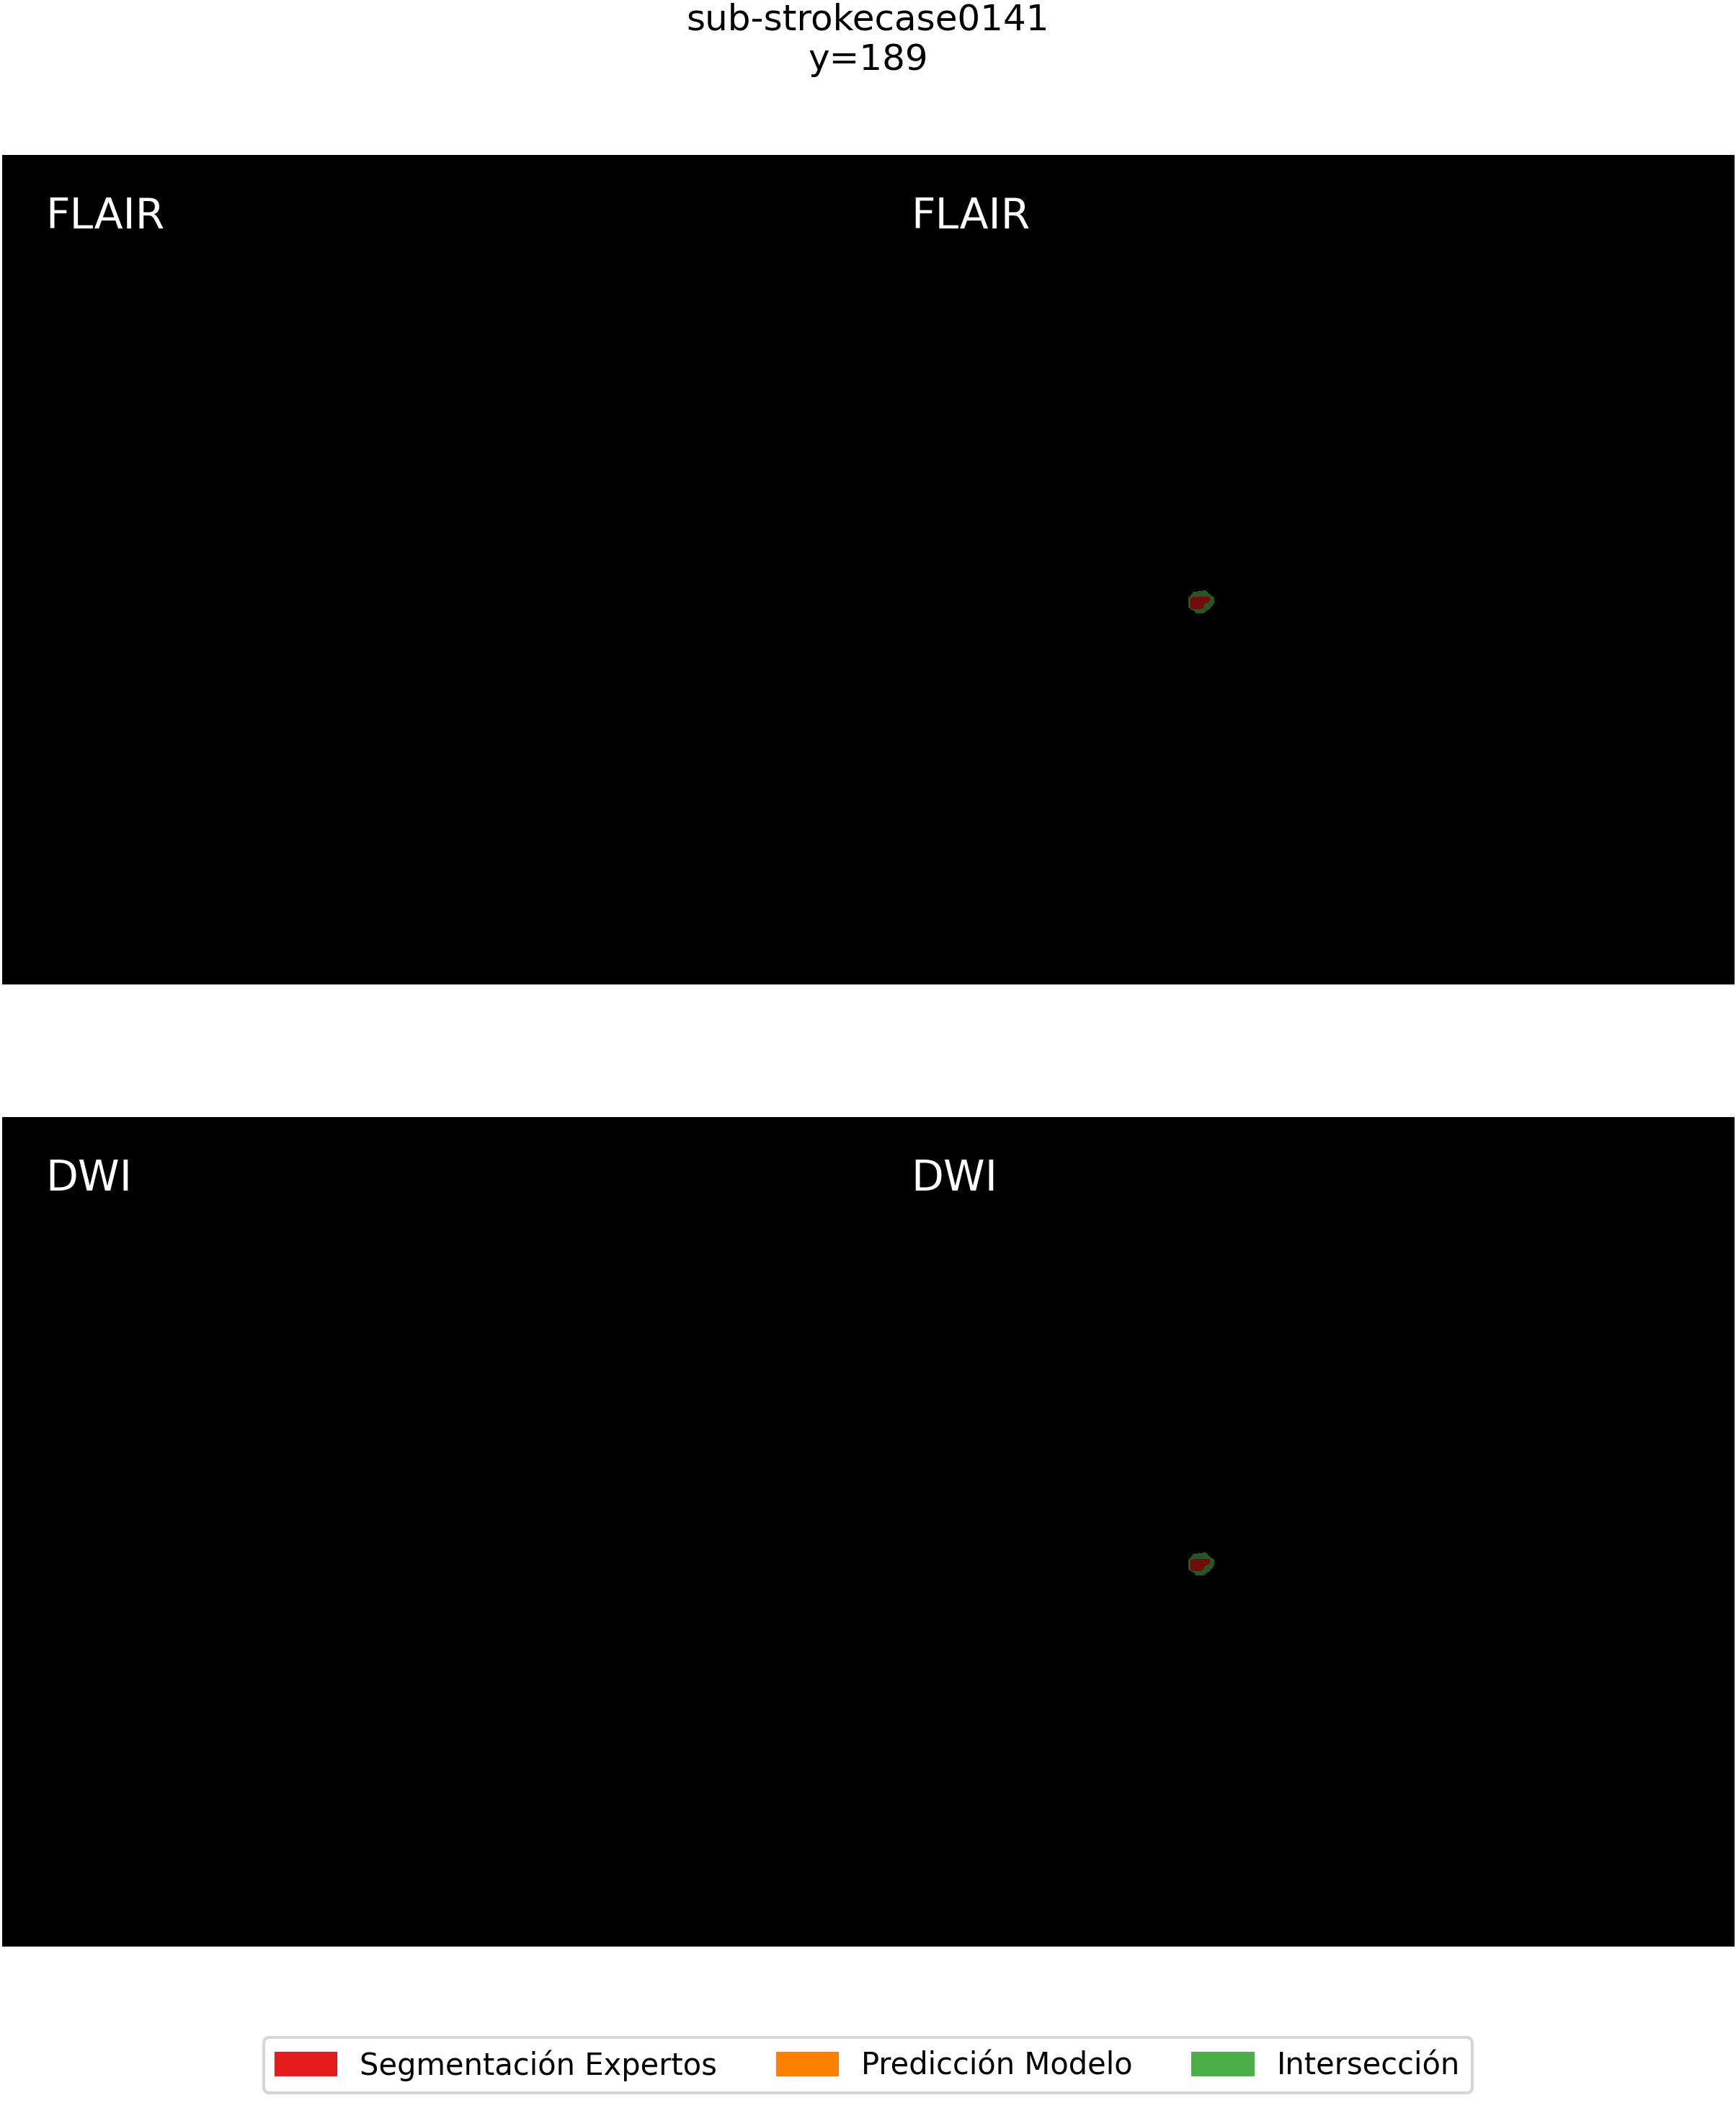 sub-strokecase0141
y=189
FLAIR
FLAIR
DWI
DWI
Segmentación Expertos
Predicción Modelo
Intersección